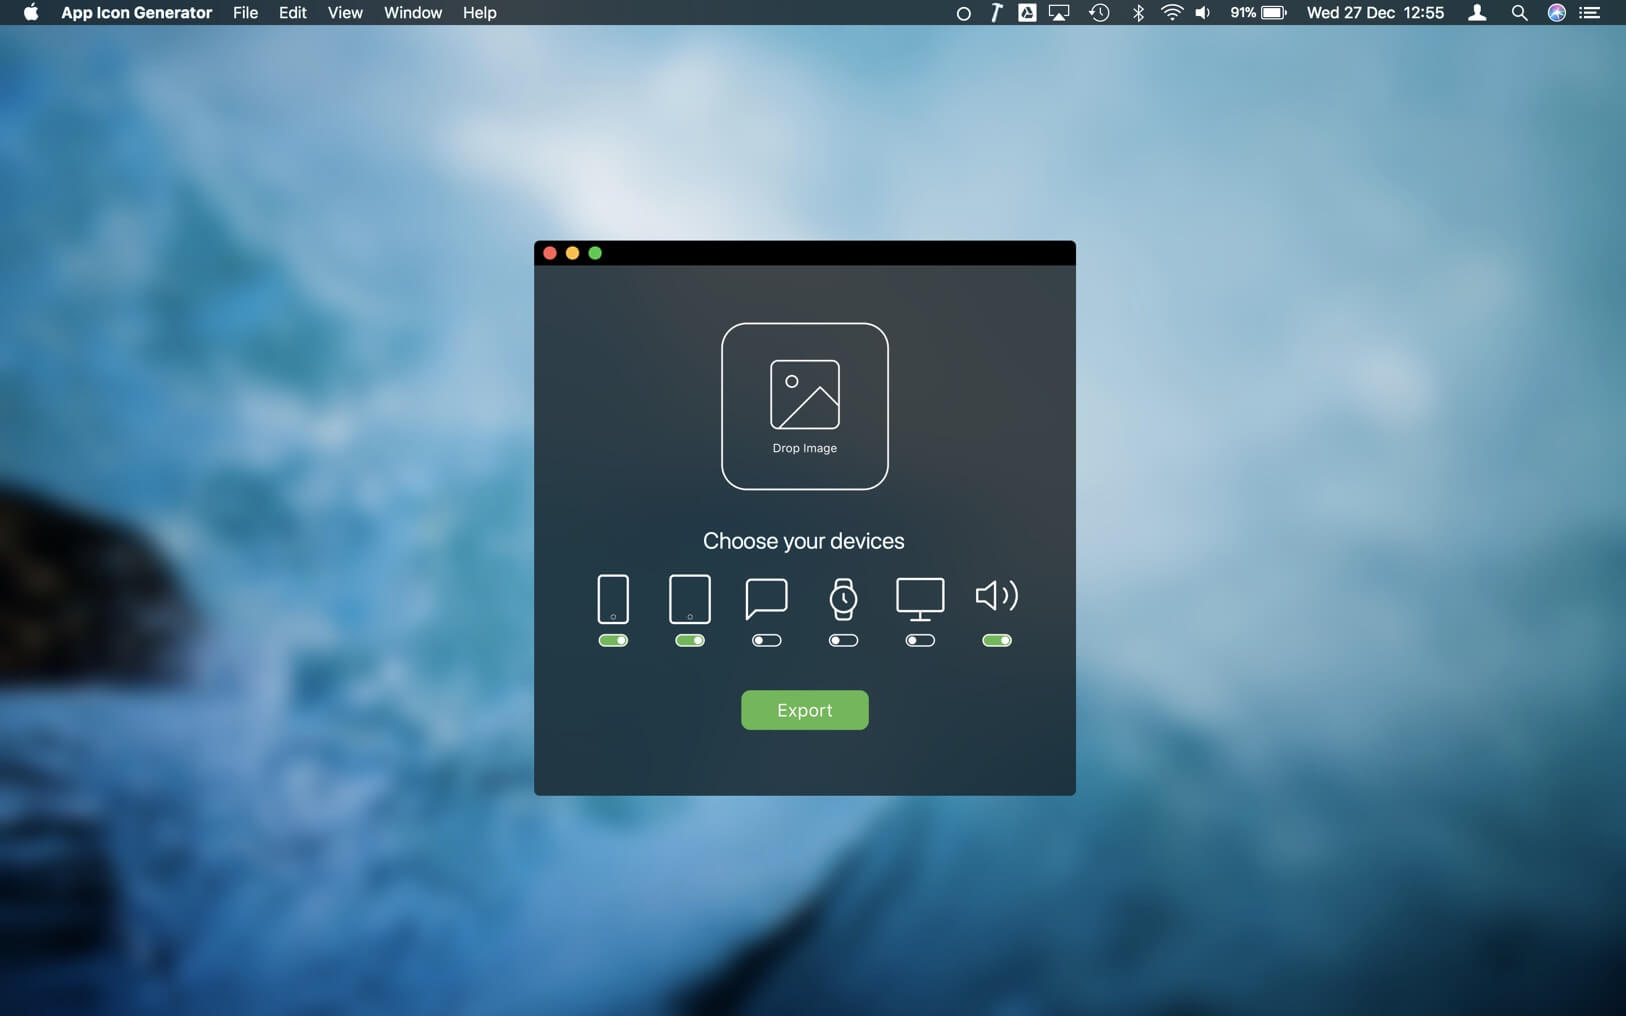 App Icon Generator File Edit View Window Help 91% Wed 27 Dec 12:55
Drop Image
Choose your devices
Export